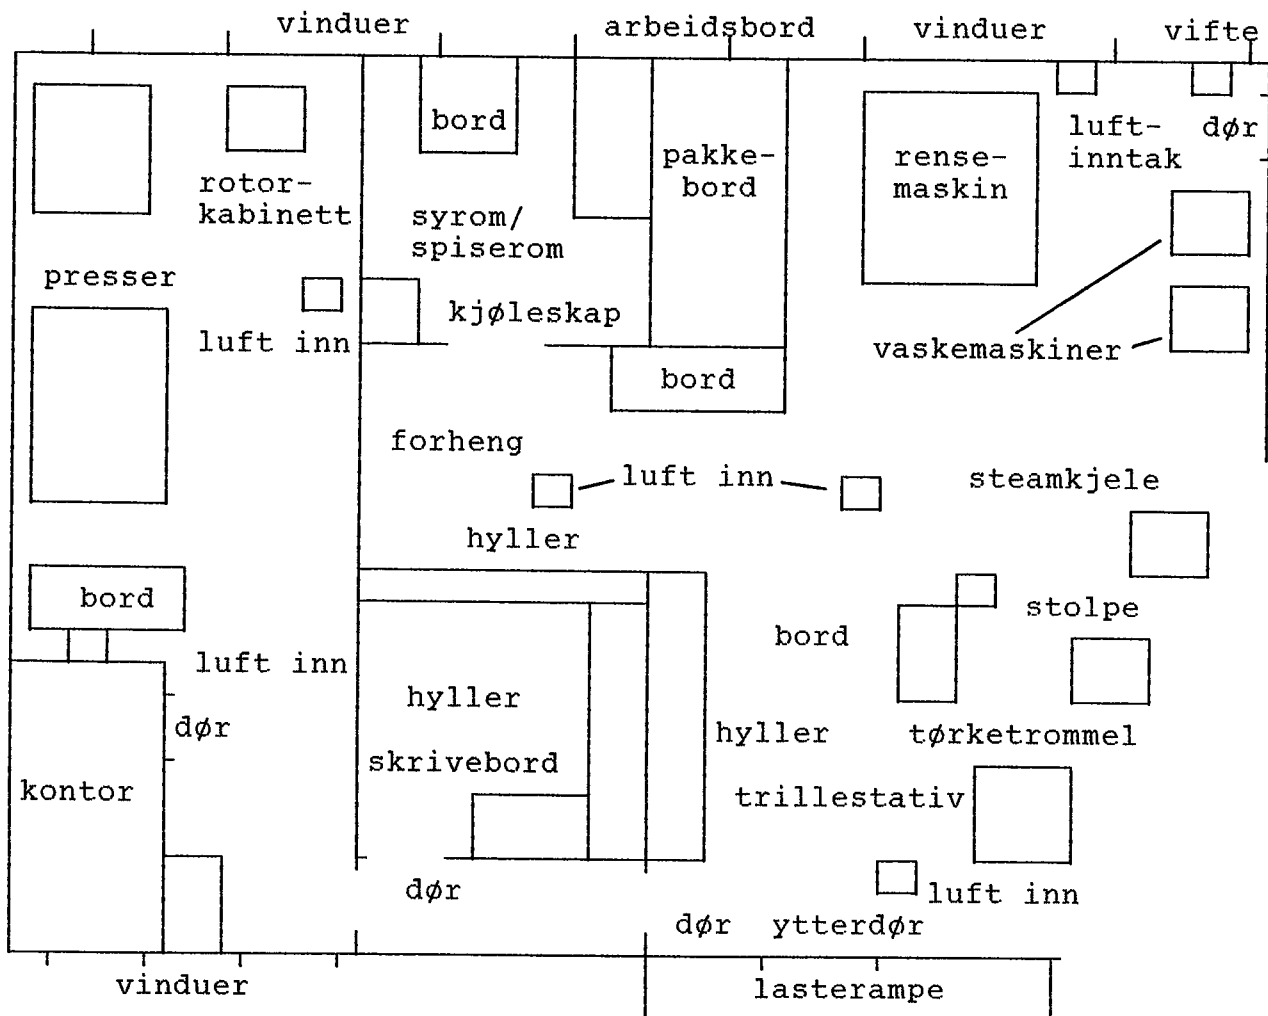 vinduer
arbeidsbord
vinduer
vifte
bord
pakke-
bord
rense-
maskin
luft-
inntak
dør
rotor-
kabinett
syrom/
spiserom
presser
kjøleskap
luft inn
vaskemaskiner
bord
forheng
luft inn
steamkjele
hyller
bord
stolpe
bord
luft inn
hyller
dør
hyller
tørketrommel
skrivebord
kontor
trillestativ
dør
luft inn
dør
ytterdør
vinduer
lasterampe